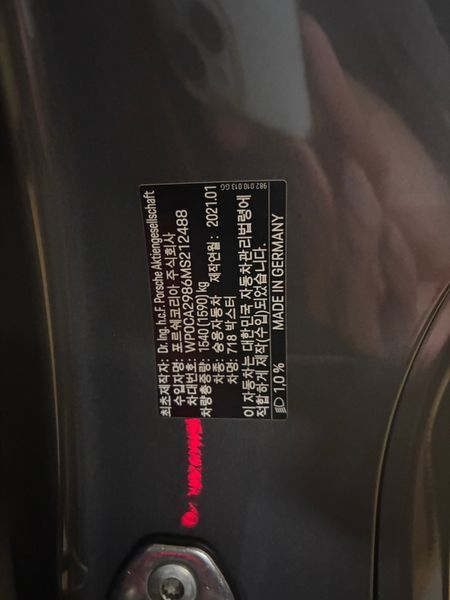 최초제작자: Dr. Ing. h.c.F. Porsche Aktiengesellschaft
수입자명: 포르쉐코리아 주식회사
차대번호: WP0CA2986MS212488
차량총중량: 1540 (1590) kg
차종: 승용자동차 제작연월: 2021.01
차명: 718 박스터
이 자동차는 대한민국 자동차관리법령에
적합하게 제작(수입)되었습니다.
MADE IN GERMANY
1,0 %
982 010 013 GG